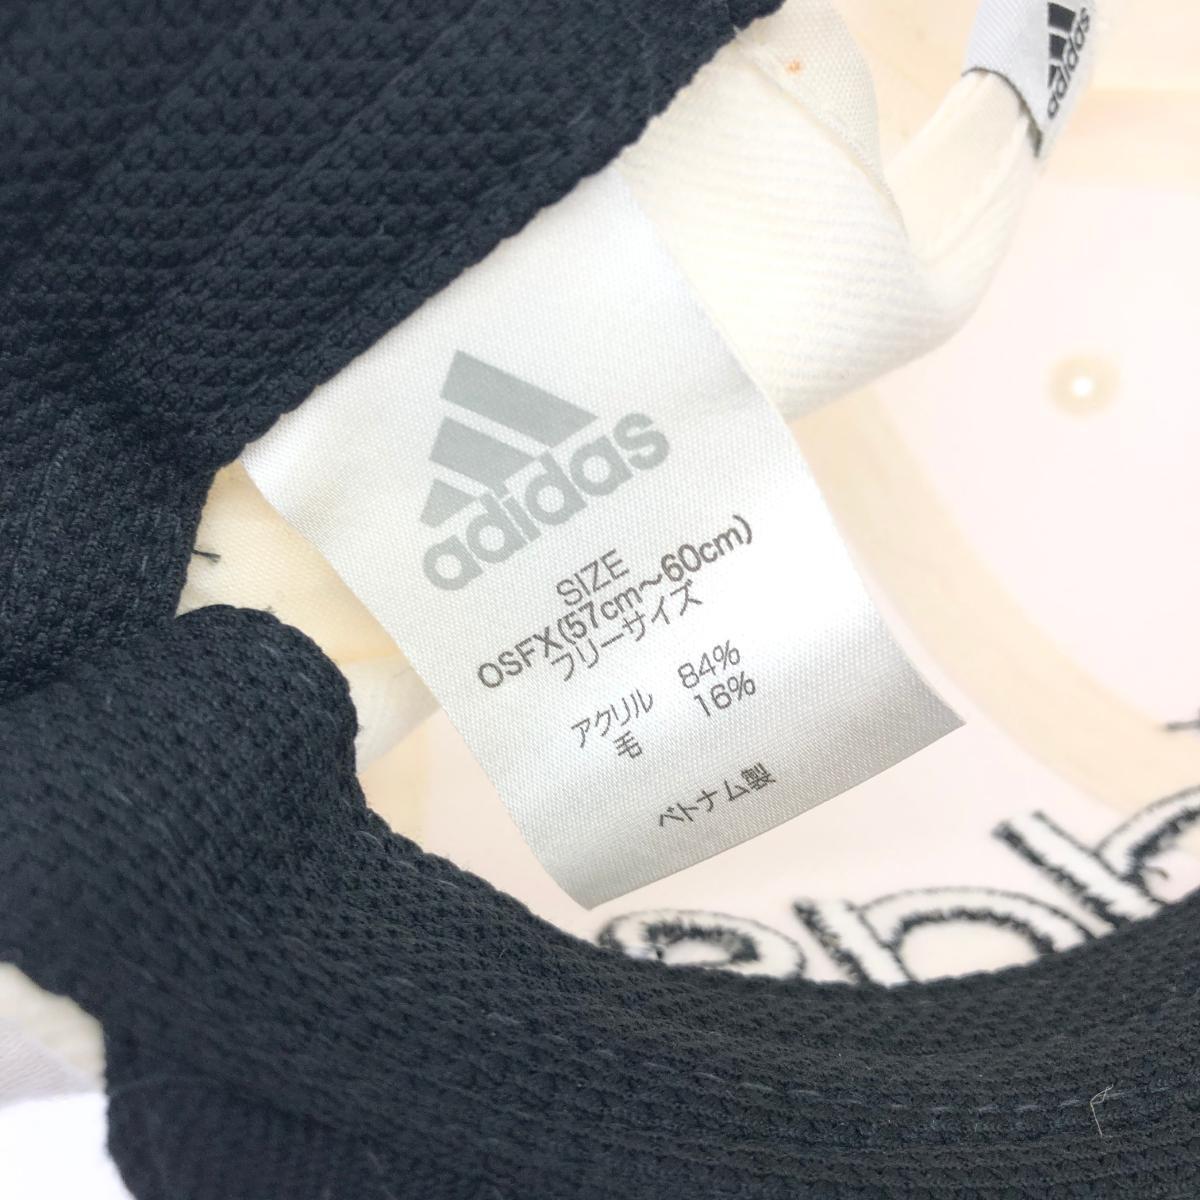 adidas
adidas
SIZE
OSFX(57cm～60cm)
フリーサイズ
アクリル 84%
毛 16%
ベトナム製